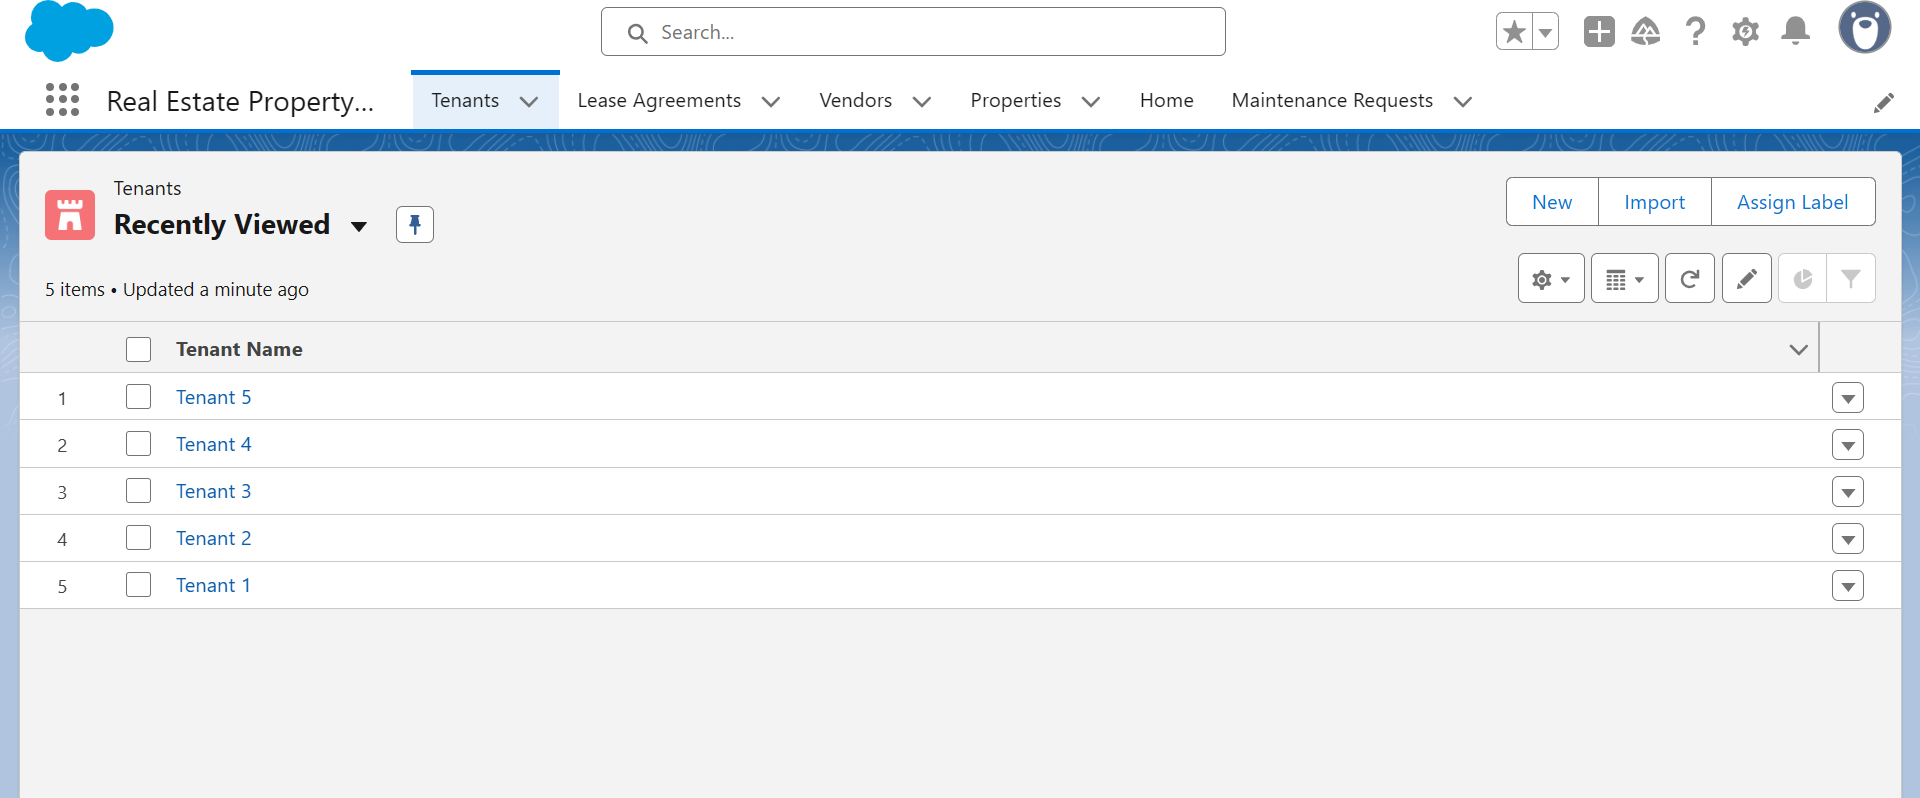 Search...
Real Estate Property... Tenants Lease Agreements Vendors Properties Home Maintenance Requests
Tenants
Recently Viewed
New Import Assign Label
5 items • Updated a minute ago
Tenant Name
1 Tenant 5
2 Tenant 4
3 Tenant 3
4 Tenant 2
5 Tenant 1